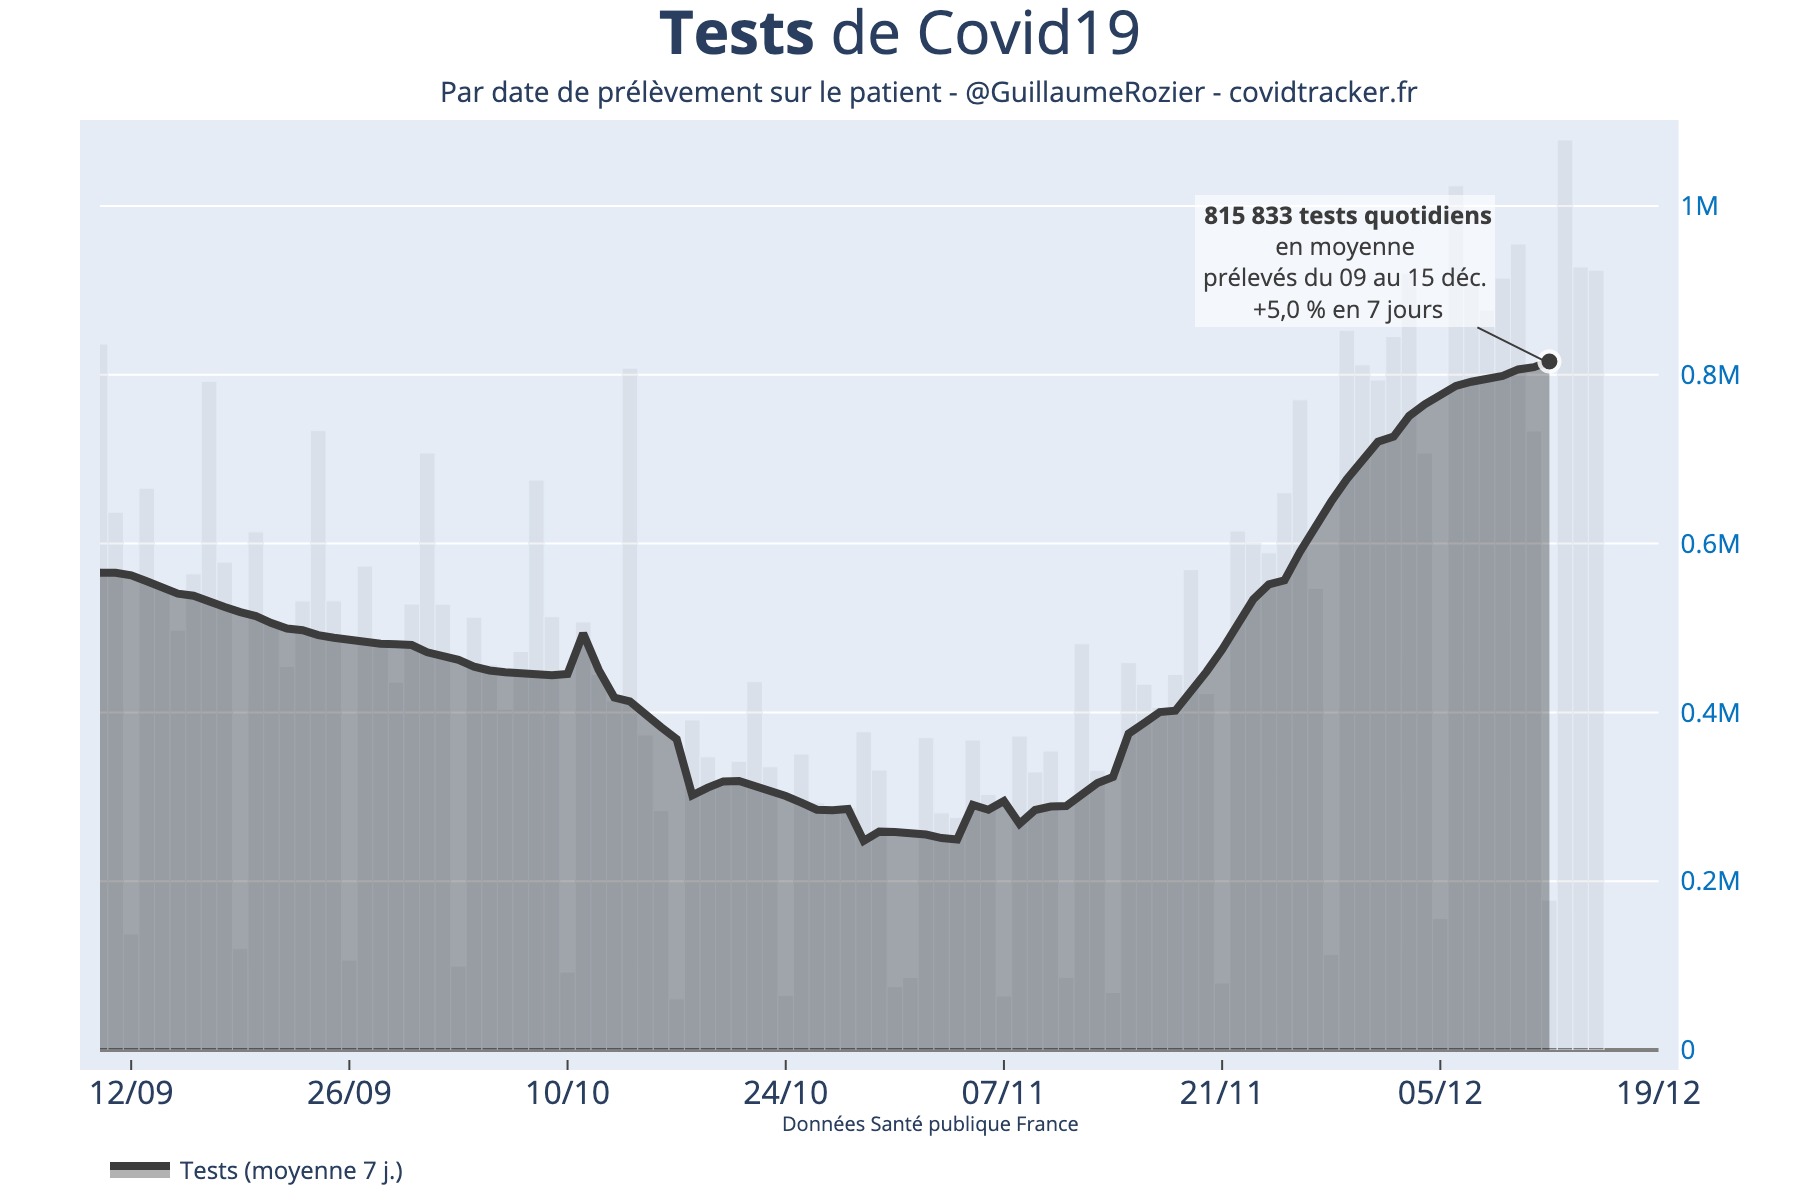 Tests de Covid19
Par date de prélèvement sur le patient - @GuillaumeRozier - covidtracker.fr
1M
815 833 tests quotidiens
en moyenne
prélevés du 09 au 15 déc.
+5,0 % en 7 jours
0.8M
0.6M
0.4M
0.2M
0
12/09 26/09 10/10 24/10 07/11 21/11 05/12 19/12
Données Santé publique France
Tests (moyenne 7 j.)